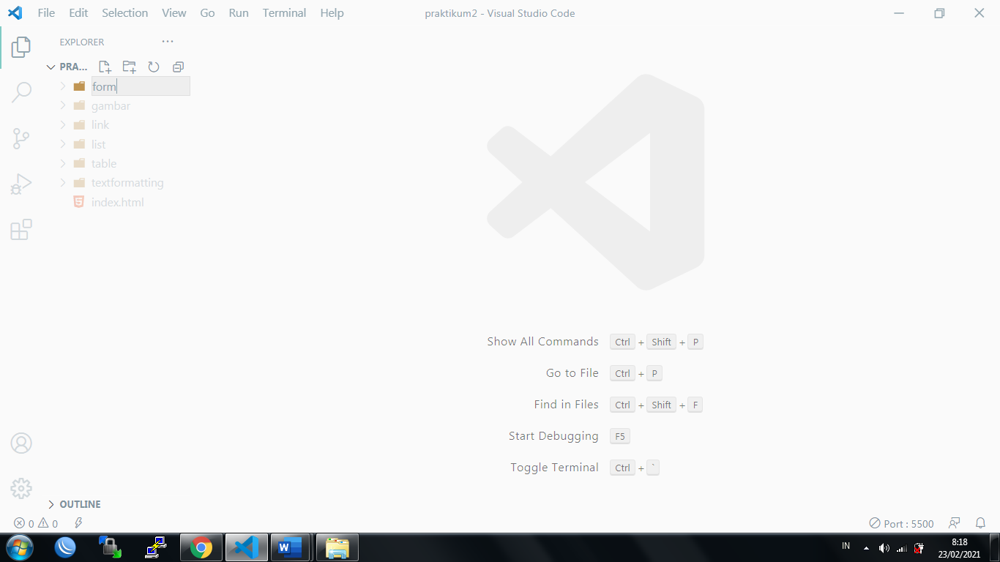 File Edit Selection View Go Run Terminal Help praktikum2 - Visual Studio Code
EXPLORER
PRA...
form
gambar
link
list
table
textformatting
index.html
Show All Commands Ctrl + Shift + P
Go to File Ctrl + P
Find in Files Ctrl + Shift + F
Start Debugging F5
Toggle Terminal Ctrl + `
OUTLINE
0 0 Port : 5500
IN 8:18
23/02/2021